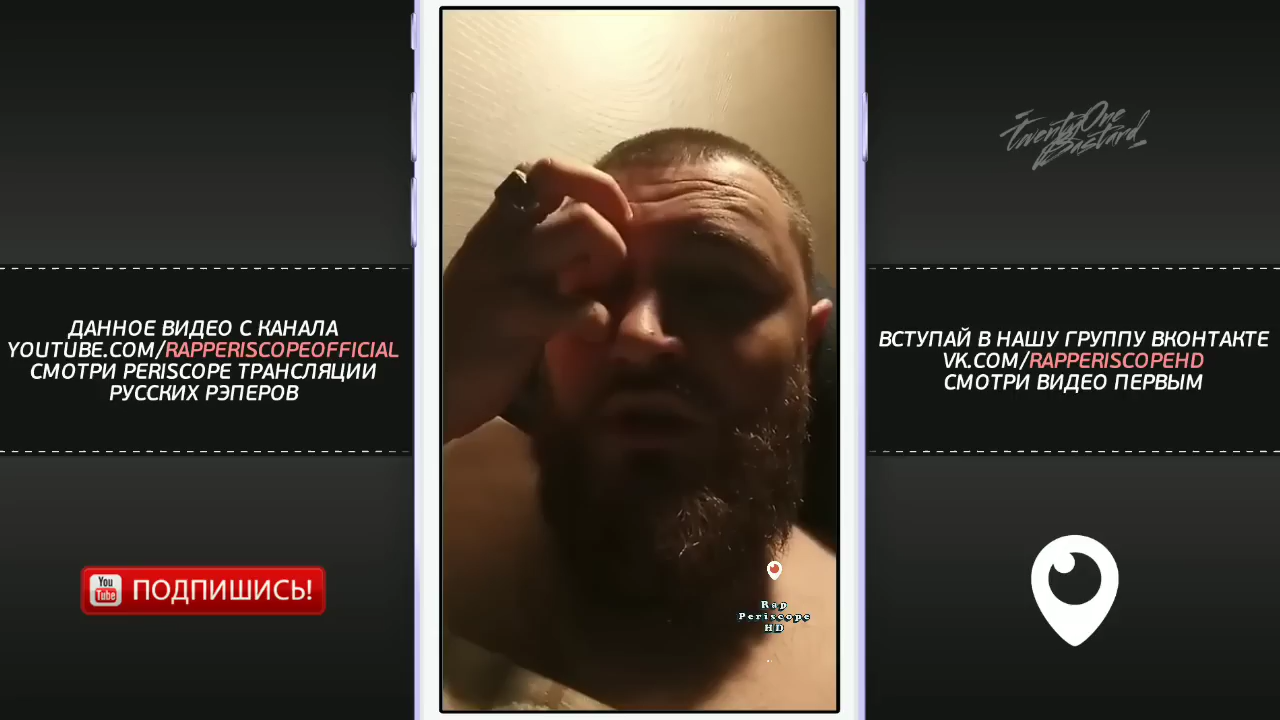 ДАННОЕ ВИДЕО С КАНАЛА
YOUTUBE.COM/RAPPERISCOPEOFFICIAL
СМОТРИ PERISCOPE ТРАНСЛЯЦИИ
РУССКИХ РЭПЕРОВ
You
Tube
ПОДПИШИСЬ!
Rap
Periscope
HD
TwentyOne
Bastard
ВСТУПАЙ В НАШУ ГРУППУ ВКОНТАКТЕ
VK.COM/RAPPERISCOPEHD
СМОТРИ ВИДЕО ПЕРВЫМ